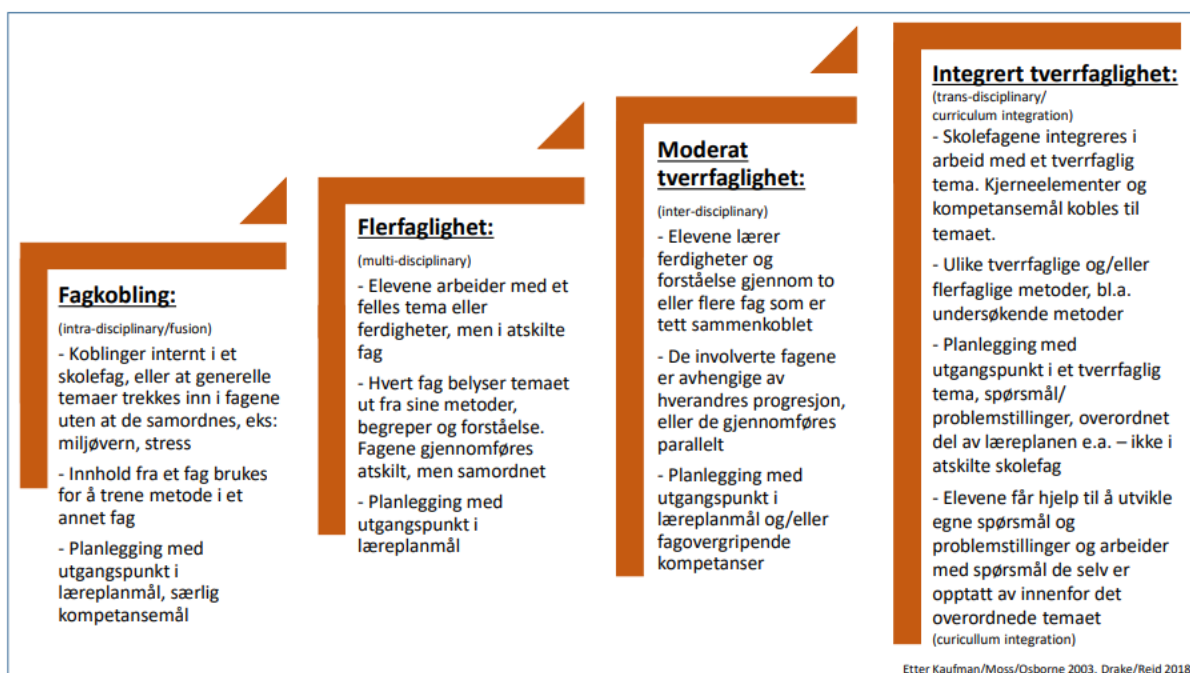 Fagkobling:
(intra-disciplinary/fusion)
- Koblinger internt i et
skolefag, eller at generelle
temaer trekkes inn i fagene
uten at de samordnes, eks:
miljøvern, stress
- Innhold fra et fag brukes
for å trene metode i et
annet fag
- Planlegging med
utgangspunkt i
læreplanmål, særlig
kompetansemål
Flerfaglighet:
(multi-disciplinary)
- Elevene arbeider med et
felles tema eller
ferdigheter, men i atskilte
fag
- Hvert fag belyser temaet
ut fra sine metoder,
begreper og forståelse.
Fagene gjennomføres
atskilt, men samordnet
- Planlegging med
utgangspunkt i
læreplanmål
Moderat
tverrfaglighet:
(inter-disciplinary)
- Elevene lærer
ferdigheter og
forståelse gjennom to
eller flere fag som er
tett sammenkoblet
- De involverte fagene
er avhengige av
hverandres progresjon,
eller de gjennomføres
parallelt
- Planlegging med
utgangspunkt i
læreplanmål og/eller
fagovergripende
kompetanser
Integrert tverrfaglighet:
(trans-disciplinary/
curriculum integration)
- Skolefagene integreres i
arbeid med et tverrfaglig
tema. Kjerneelementer og
kompetansemål kobles til
temaet.
- Ulike tverrfaglige og/eller
flerfaglige metoder, bl.a.
undersøkende metoder
- Planlegging med
utgangspunkt i et tverrfaglig
tema, spørsmål/
problemstillinger, overordnet
del av læreplanen e.a. – ikke i
atskilte skolefag
- Elevene får hjelp til å utvikle
egne spørsmål og
problemstillinger og arbeider
med spørsmål de selv er
opptatt av innenfor det
overordnede temaet
(curicullum integration)
Etter Kaufman/Moss/Osborne 2003, Drake/Reid 2018